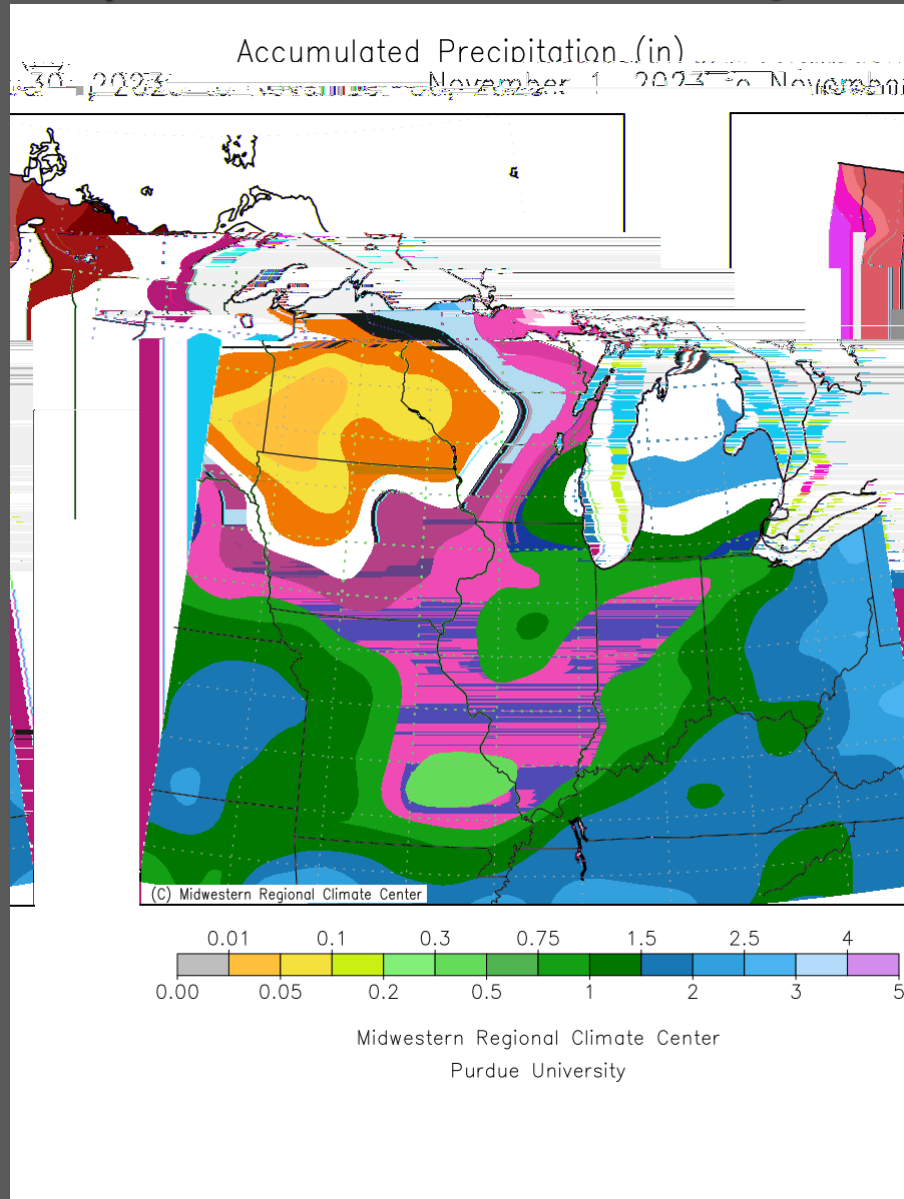 Accumulated Precipitation (in)
November 1, 2023 to November
(C) Midwestern Regional Climate Center
0.01 0.1 0.3 0.75 1.5 2.5 4
0.00 0.05 0.2 0.5 1 2 3 5
Midwestern Regional Climate Center
Purdue University